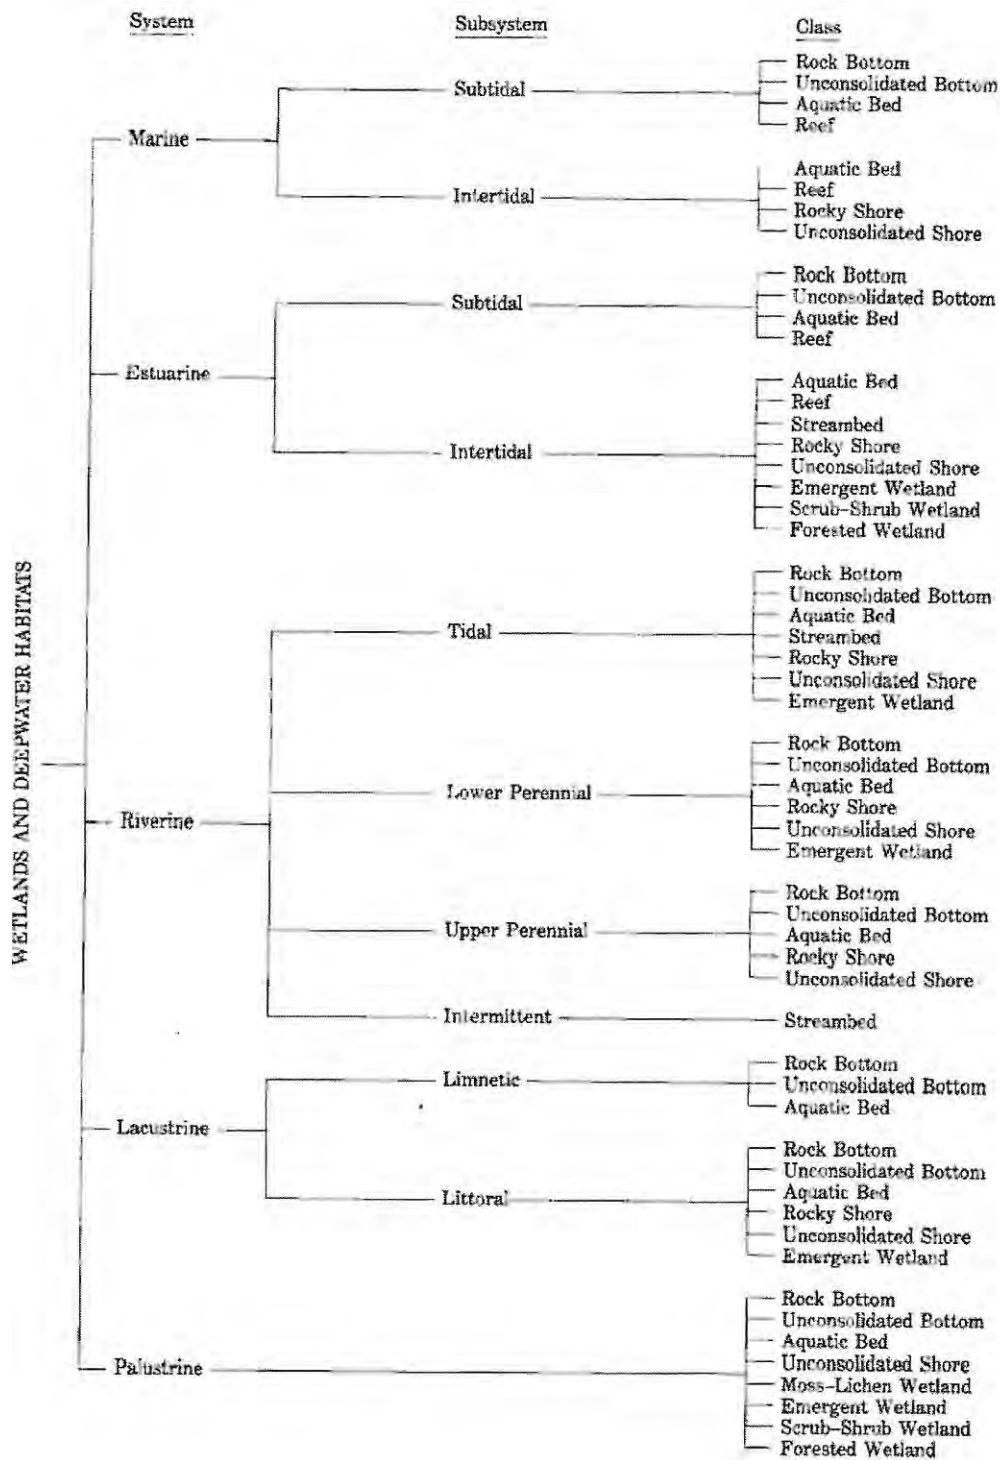 System Subsystem Class
WETLANDS AND DEEPWATER HABITATS
Marine
Subtidal
Rock Bottom
Unconsolidated Bottom
Aquatic Bed
Reef
Intertidal
Aquatic Bed
Reef
Rocky Shore
Unconsolidated Shore
Estuarine
Subtidal
Rock Bottom
Unconsolidated Bottom
Aquatic Bed
Reef
Intertidal
Aquatic Bed
Reef
Streambed
Rocky Shore
Unconsolidated Shore
Emergent Wetland
Scrub-Shrub Wetland
Forested Wetland
Riverine
Tidal
Rock Bottom
Unconsolidated Bottom
Aquatic Bed
Streambed
Rocky Shore
Unconsolidated Shore
Emergent Wetland
Lower Perennial
Rock Bottom
Unconsolidated Bottom
Aquatic Bed
Rocky Shore
Unconsolidated Shore
Emergent Wetland
Upper Perennial
Rock Bottom
Unconsolidated Bottom
Aquatic Bed
Rocky Shore
Unconsolidated Shore
Intermittent
Streambed
Lacustrine
Limnetic
Rock Bottom
Unconsolidated Bottom
Aquatic Bed
Littoral
Rock Bottom
Unconsolidated Bottom
Aquatic Bed
Rocky Shore
Unconsolidated Shore
Emergent Wetland
Palustrine
Rock Bottom
Unconsolidated Bottom
Aquatic Bed
Unconsolidated Shore
Moss-Lichen Wetland
Emergent Wetland
Scrub-Shrub Wetland
Forested Wetland